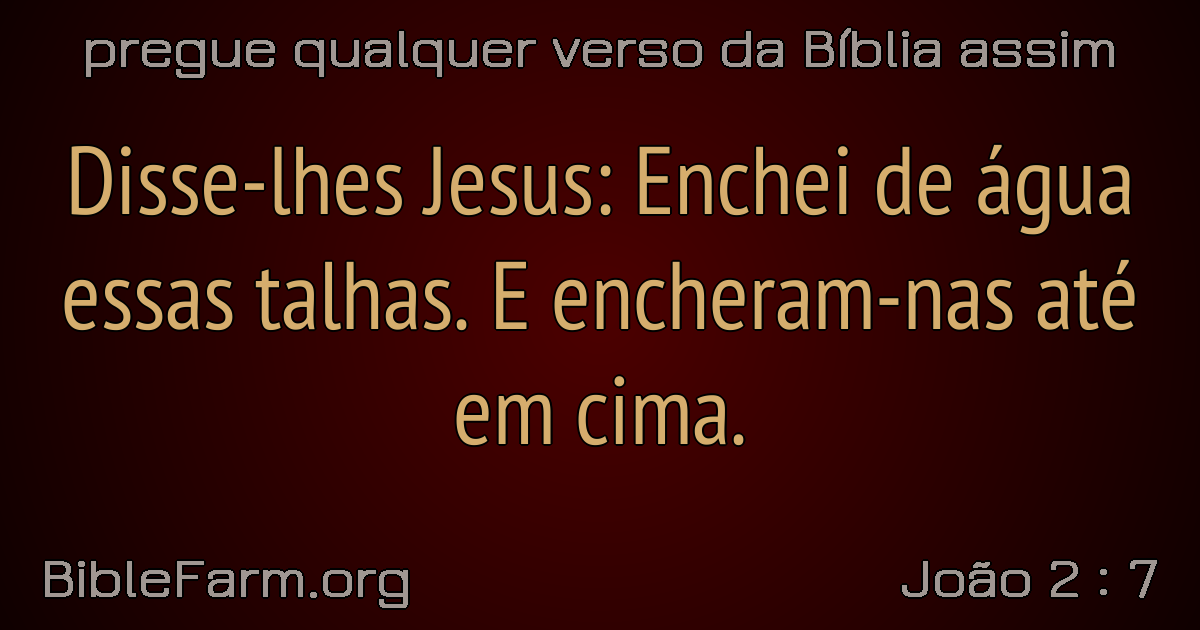 pregue qualquer verso da Bíblia assim
Disse-lhes Jesus: Enchei de água
essas talhas. E encheram-nas até
em cima.
BibleFarm.org
João 2 : 7